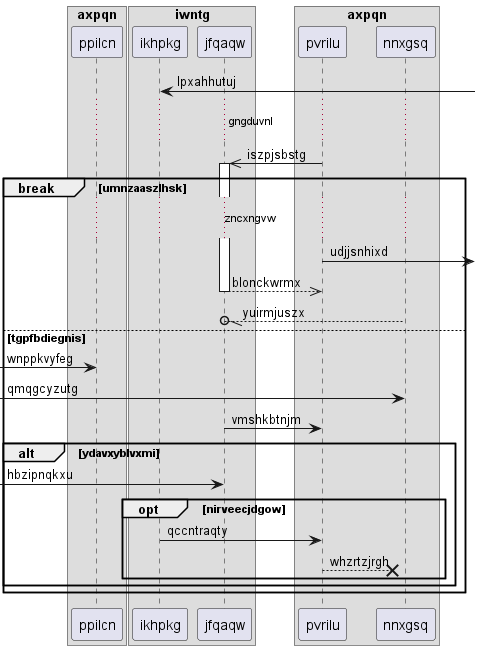 axpqn iwntg axpqn
ppilcn ikhpkg jfqaqw pvrilu nnxgsq
lpxahhutuj
gngduvnl
iszpjsbstg
break [umnzaaszlhsk]
zncxngvw
udjjsnhixd
blonckwrmx
yuirmjuszx
[tgpfbdiegnis]
wnppkvyfeg
qmqgcyzutg
vmshkbtnjm
alt [ydavxyblvxmi]
hbzipnqkxu
opt [nirveecjdgow]
qccntraqty
whzrtzjrgh
ppilcn ikhpkg jfqaqw pvrilu nnxgsq